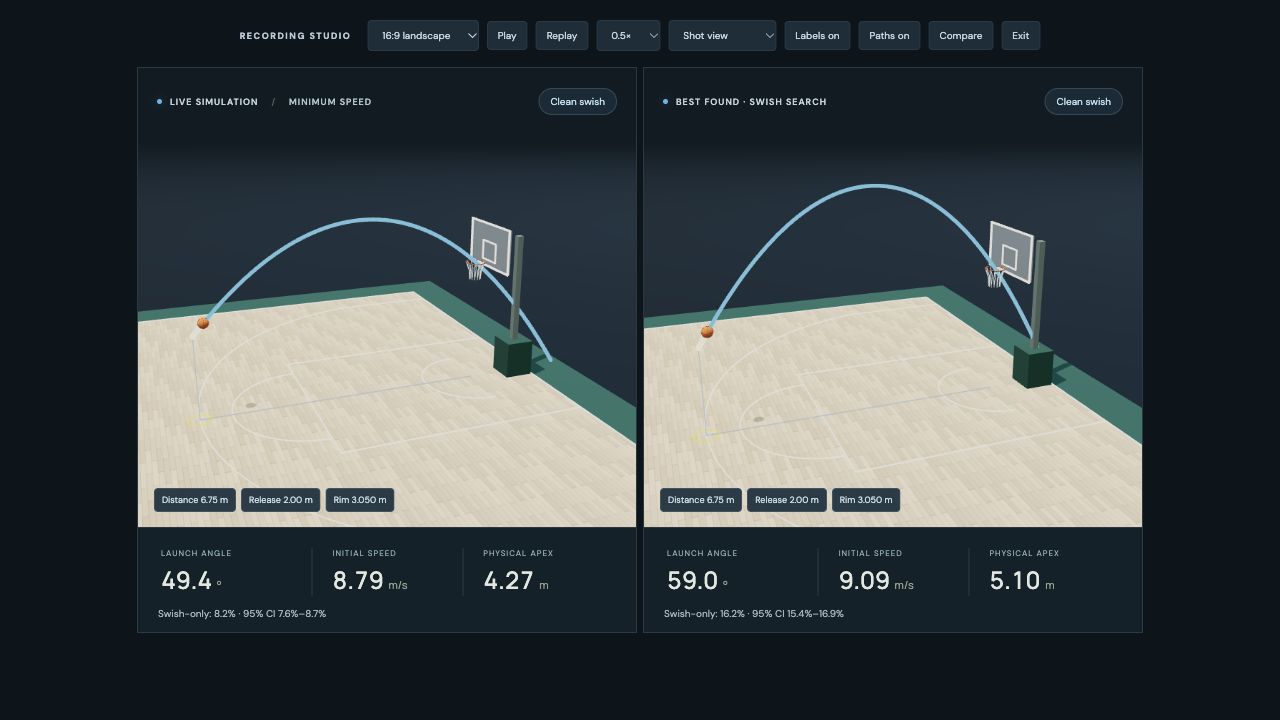 RECORDING STUDIO 16:9 landscape Play Replay 0.5× Shot view Labels on Paths on Compare Exit
LIVE SIMULATION / MINIMUM SPEED Clean swish
Distance 6.75 m Release 2.00 m Rim 3.050 m
LAUNCH ANGLE INITIAL SPEED PHYSICAL APEX
49.4 ° 8.79 m/s 4.27 m
Swish-only: 8.2% · 95% CI 7.6%–8.7%
BEST FOUND · SWISH SEARCH Clean swish
Distance 6.75 m Release 2.00 m Rim 3.050 m
LAUNCH ANGLE INITIAL SPEED PHYSICAL APEX
59.0 ° 9.09 m/s 5.10 m
Swish-only: 16.2% · 95% CI 15.4%–16.9%